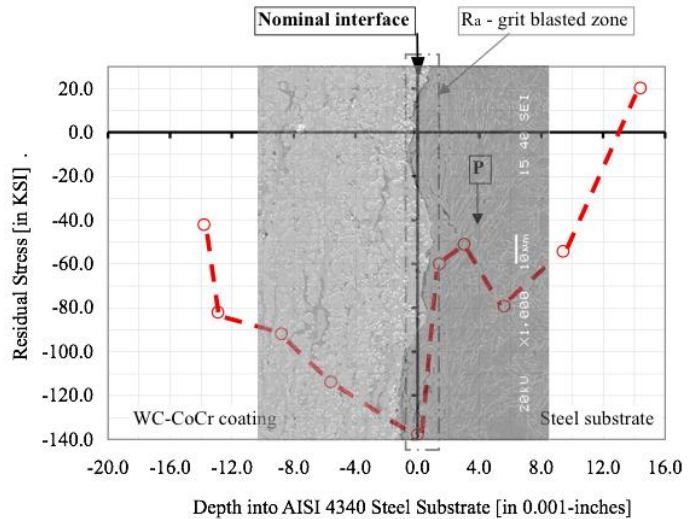 Nominal interface
Ra - grit blasted zone
20.0
0.0
-20.0
-40.0
-60.0
-80.0
-100.0
-120.0
-140.0
Residual Stress [in KSI] .
P
20kU X1,000 10μm 15 40 SEI
WC-CoCr coating
Steel substrate
-20.0 -16.0 -12.0 -8.0 -4.0 0.0 4.0 8.0 12.0 16.0
Depth into AISI 4340 Steel Substrate [in 0.001-inches]